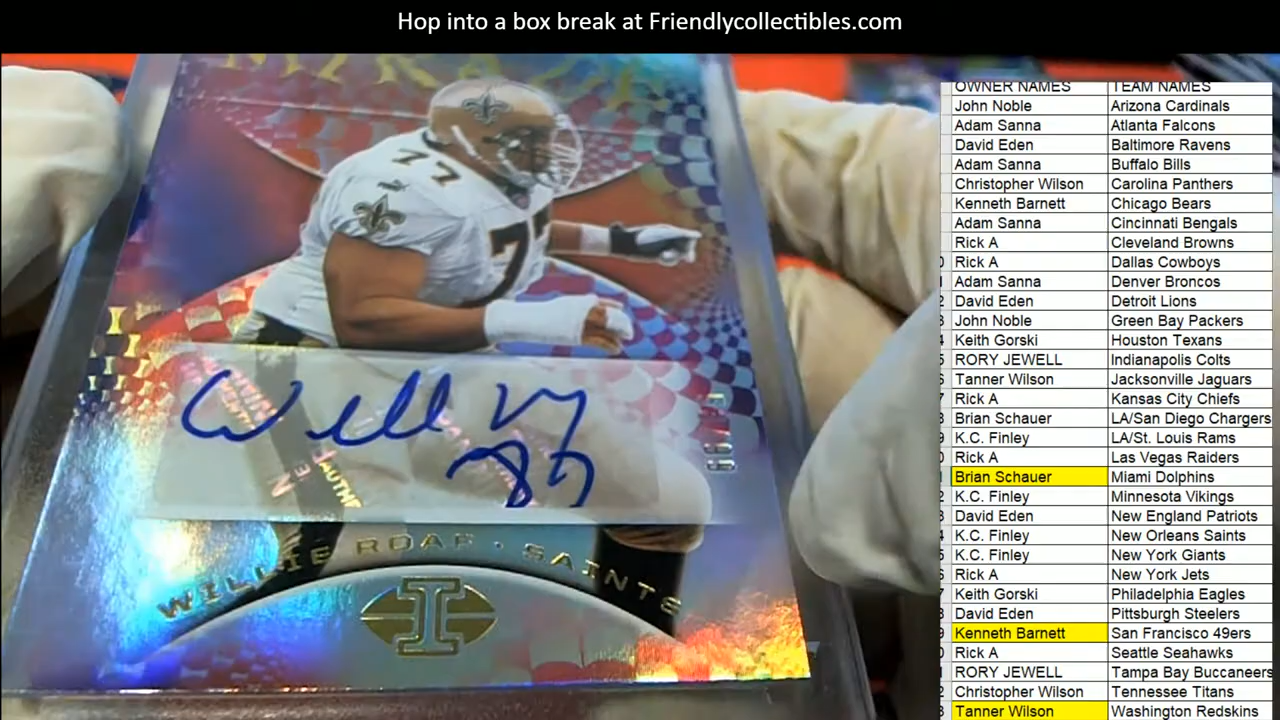 Hop into a box break at Friendlycollectibles.com
77
7
WILLIE ROAF · SAINTS
I
OWNER NAMES TEAM NAMES
John Noble Arizona Cardinals
Adam Sanna Atlanta Falcons
David Eden Baltimore Ravens
Adam Sanna Buffalo Bills
Christopher Wilson Carolina Panthers
Kenneth Barnett Chicago Bears
Adam Sanna Cincinnati Bengals
Rick A Cleveland Browns
Rick A Dallas Cowboys
Adam Sanna Denver Broncos
David Eden Detroit Lions
John Noble Green Bay Packers
Keith Gorski Houston Texans
RORY JEWELL Indianapolis Colts
Tanner Wilson Jacksonville Jaguars
Rick A Kansas City Chiefs
Brian Schauer LA/San Diego Chargers
K.C. Finley LA/St. Louis Rams
Rick A Las Vegas Raiders
Brian Schauer Miami Dolphins
K.C. Finley Minnesota Vikings
David Eden New England Patriots
K.C. Finley New Orleans Saints
K.C. Finley New York Giants
Rick A New York Jets
Keith Gorski Philadelphia Eagles
David Eden Pittsburgh Steelers
Kenneth Barnett San Francisco 49ers
Rick A Seattle Seahawks
RORY JEWELL Tampa Bay Buccaneers
Christopher Wilson Tennessee Titans
Tanner Wilson Washington Redskins